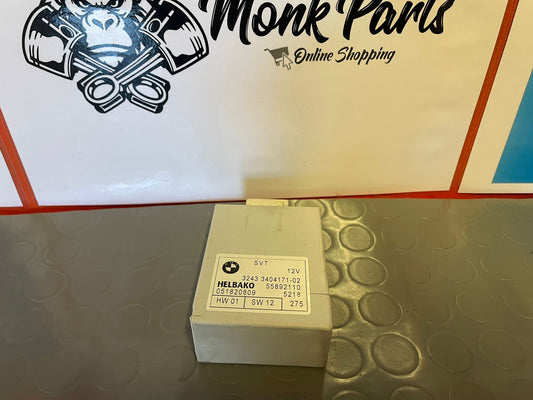 Monk Parts
Online Shopping
SVT
12V
3243 3404171-02
HELBAKO 55892110
051820809 5218
HW 01 SW 12 275